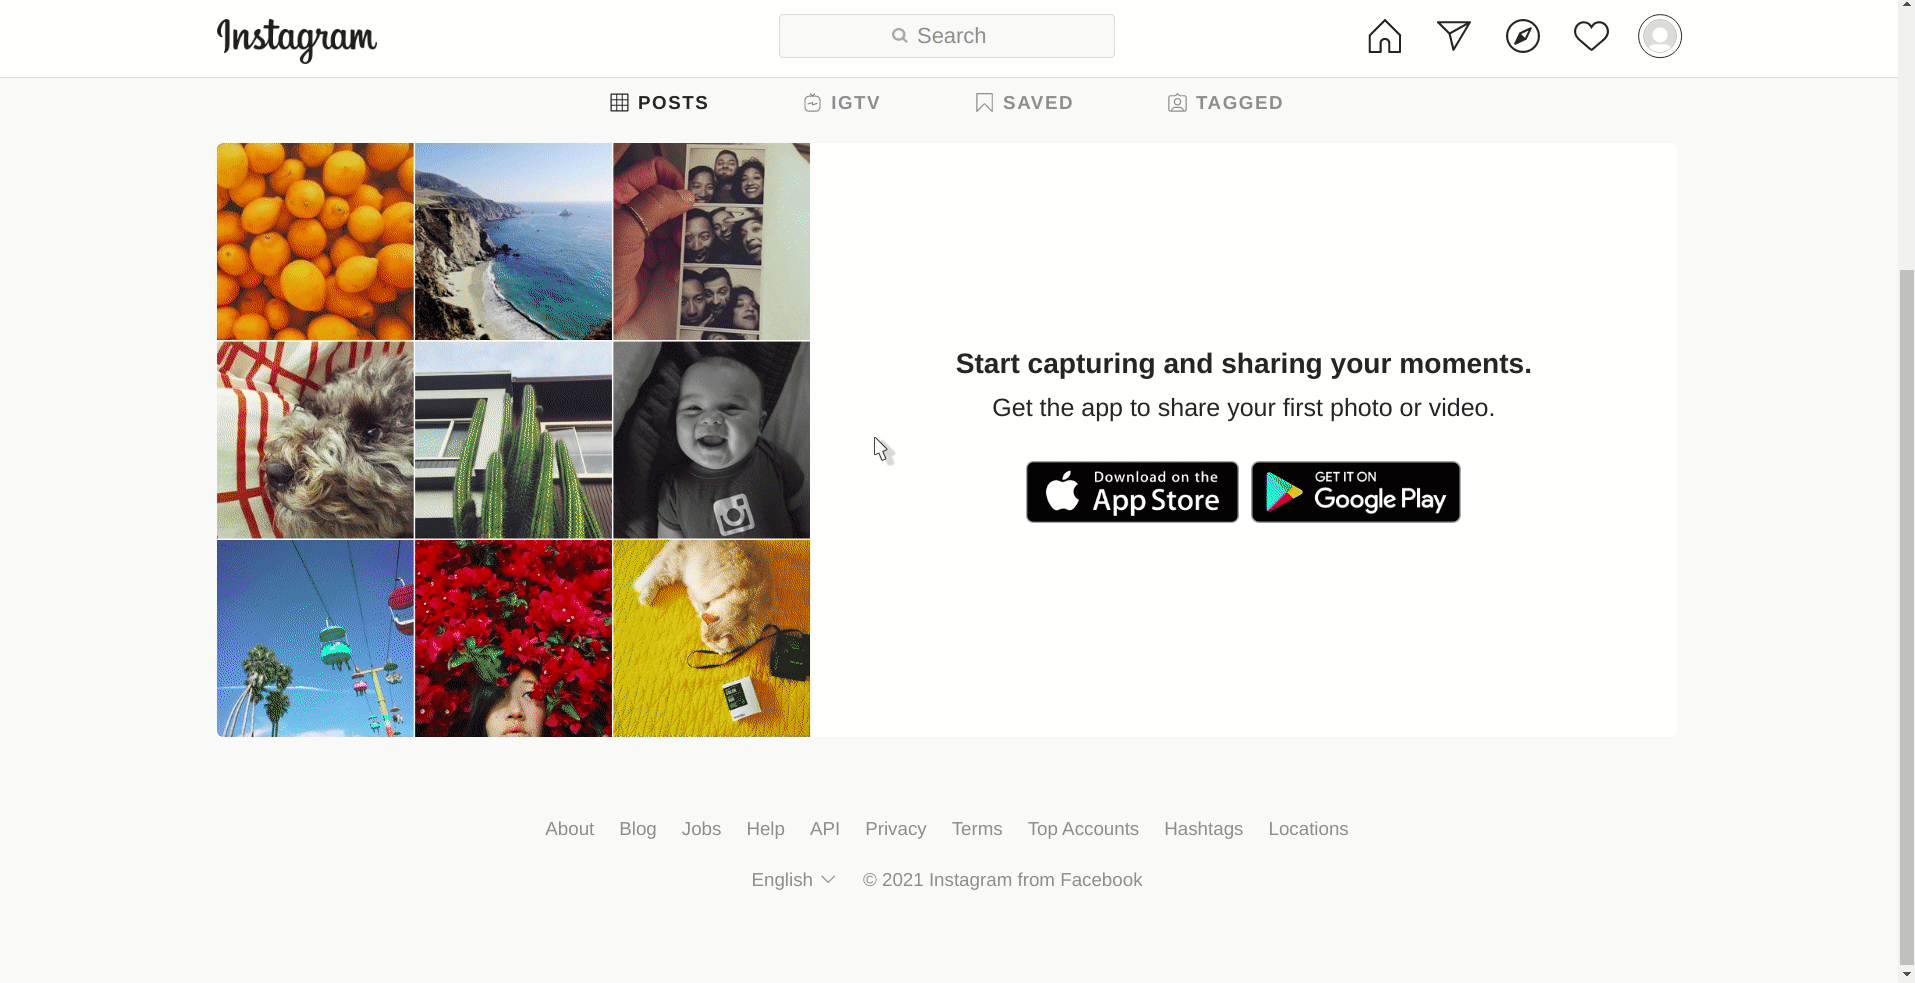 Instagram
Search
POSTS
IGTV
SAVED
TAGGED
Start capturing and sharing your moments.
Get the app to share your first photo or video.
Download on the
App Store
GET IT ON
Google Play
About Blog Jobs Help API Privacy Terms Top Accounts Hashtags Locations
English © 2021 Instagram from Facebook